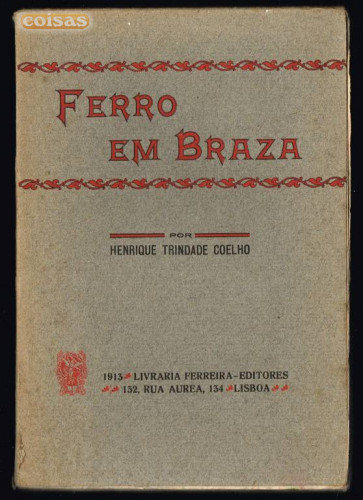 coisas
FERRO
EM BRAZA
POR
HENRIQUE TRINDADE COELHO
1913 LIVRARIA FERREIRA-EDITORES
132, RUA AUREA, 134 LISBOA